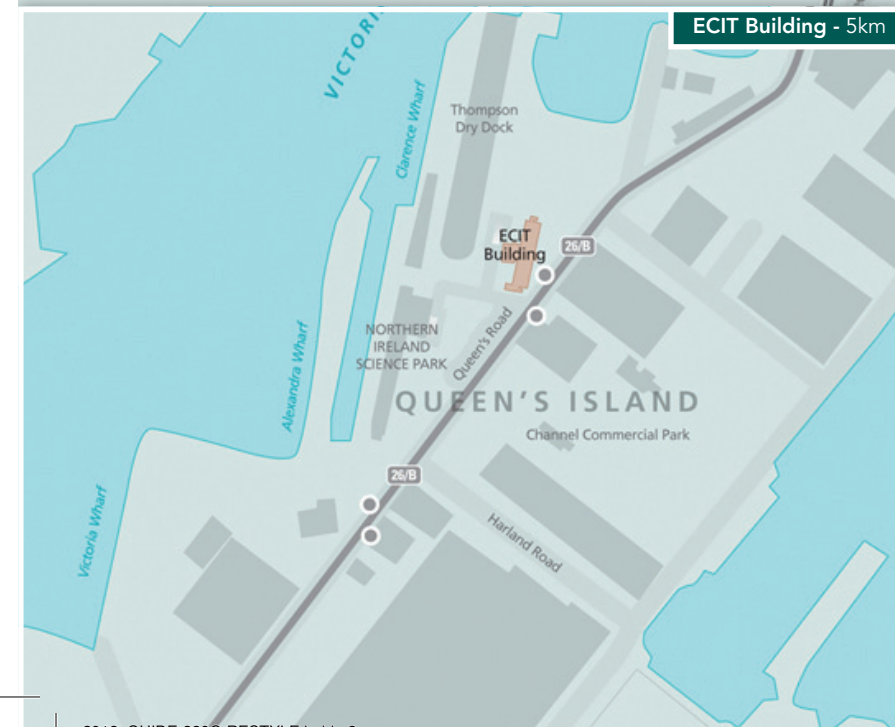 ECIT Building - 5km
Clarence Wharf
Thompson
Dry Dock
ECIT
Building
26/B
NORTHERN
IRELAND
SCIENCE PARK
Queen's Road
Alexandra Wharf
QUEEN'S ISLAND
Channel Commercial Park
26/B
Victoria Wharf
Harland Road